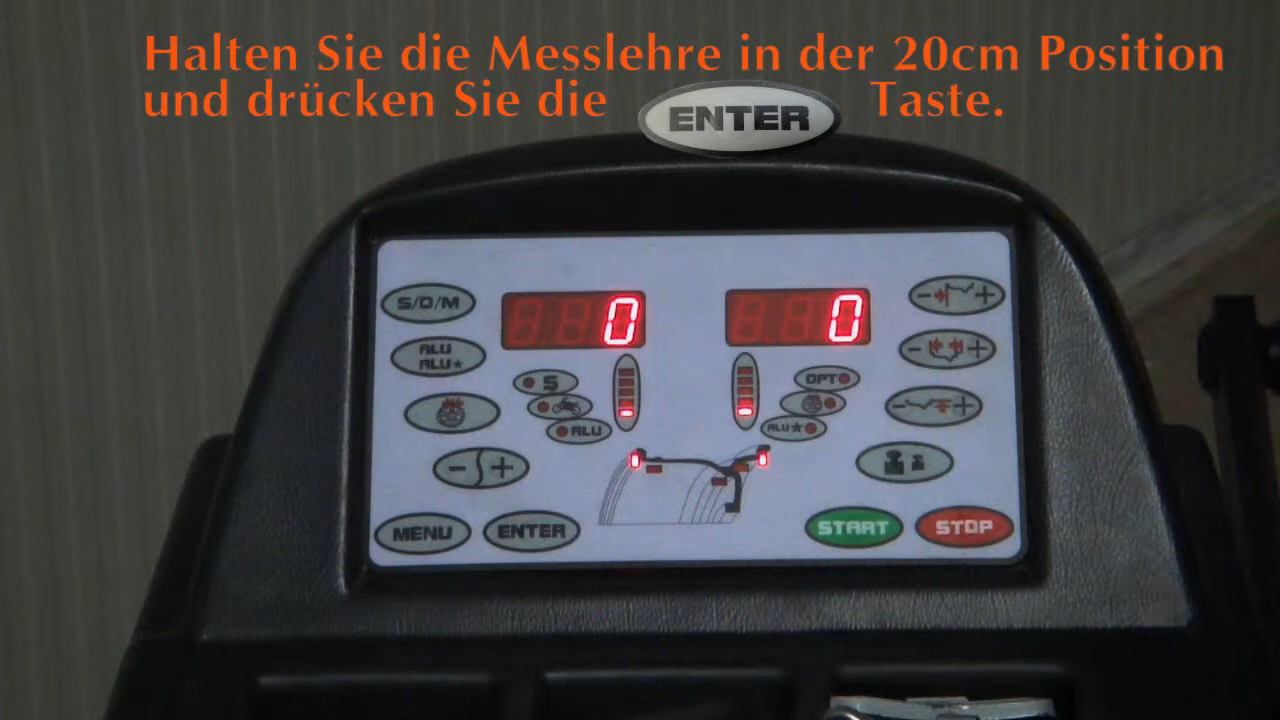 Halten Sie die Messlehre in der 20cm Position
und drücken Sie die ENTER Taste.
0 0
S/D/M
ALU
ALU★
S
OPT
ALU
ALU★
MENU ENTER START STOP